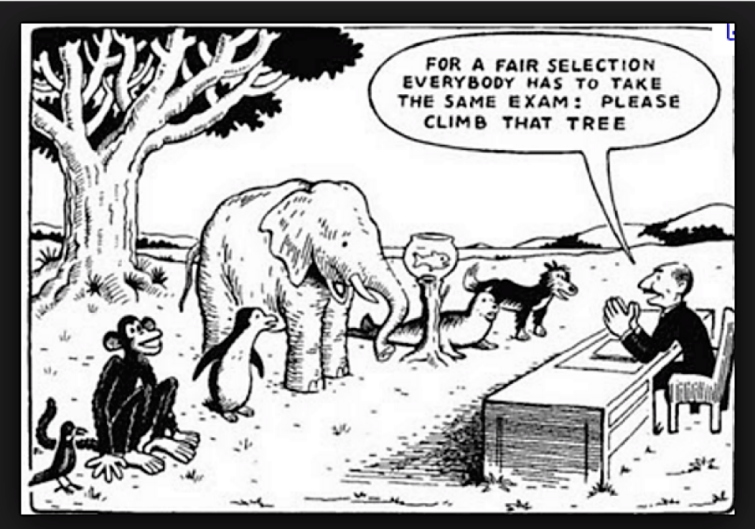 FOR A FAIR SELECTION
EVERYBODY HAS TO TAKE
THE SAME EXAM: PLEASE
CLIMB THAT TREE